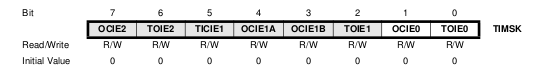 Bit 7 6 5 4 3 2 1 0
OCIE2 TOIE2 TICIE1 OCIE1A OCIE1B TOIE1 OCIE0 TOIE0 TIMSK
Read/Write R/W R/W R/W R/W R/W R/W R/W R/W
Initial Value 0 0 0 0 0 0 0 0